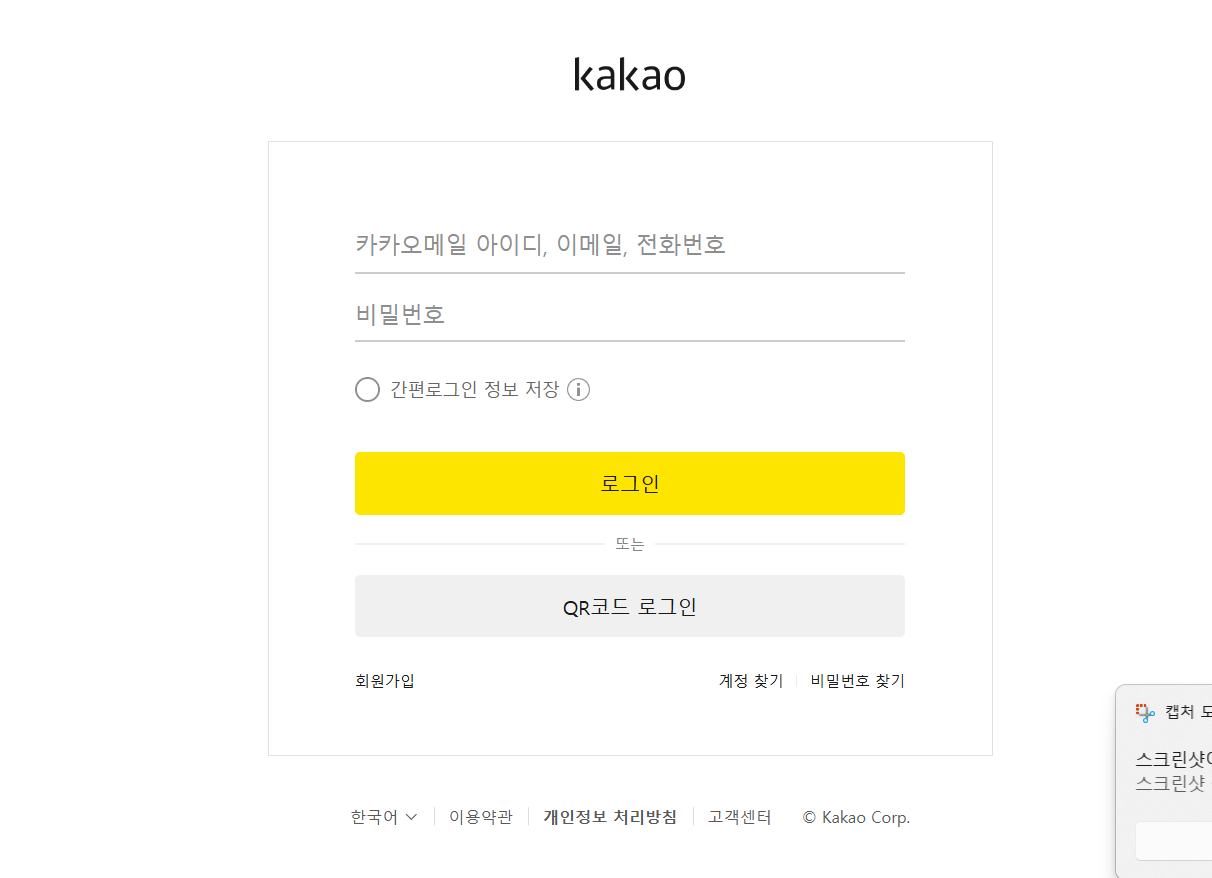 kakao
카카오메일 아이디, 이메일, 전화번호
비밀번호
간편로그인 정보 저장
로그인
또는
QR코드 로그인
회원가입 계정 찾기 비밀번호 찾기
한국어 이용약관 개인정보 처리방침 고객센터 © Kakao Corp.
캡처
스크린샷
스크린샷